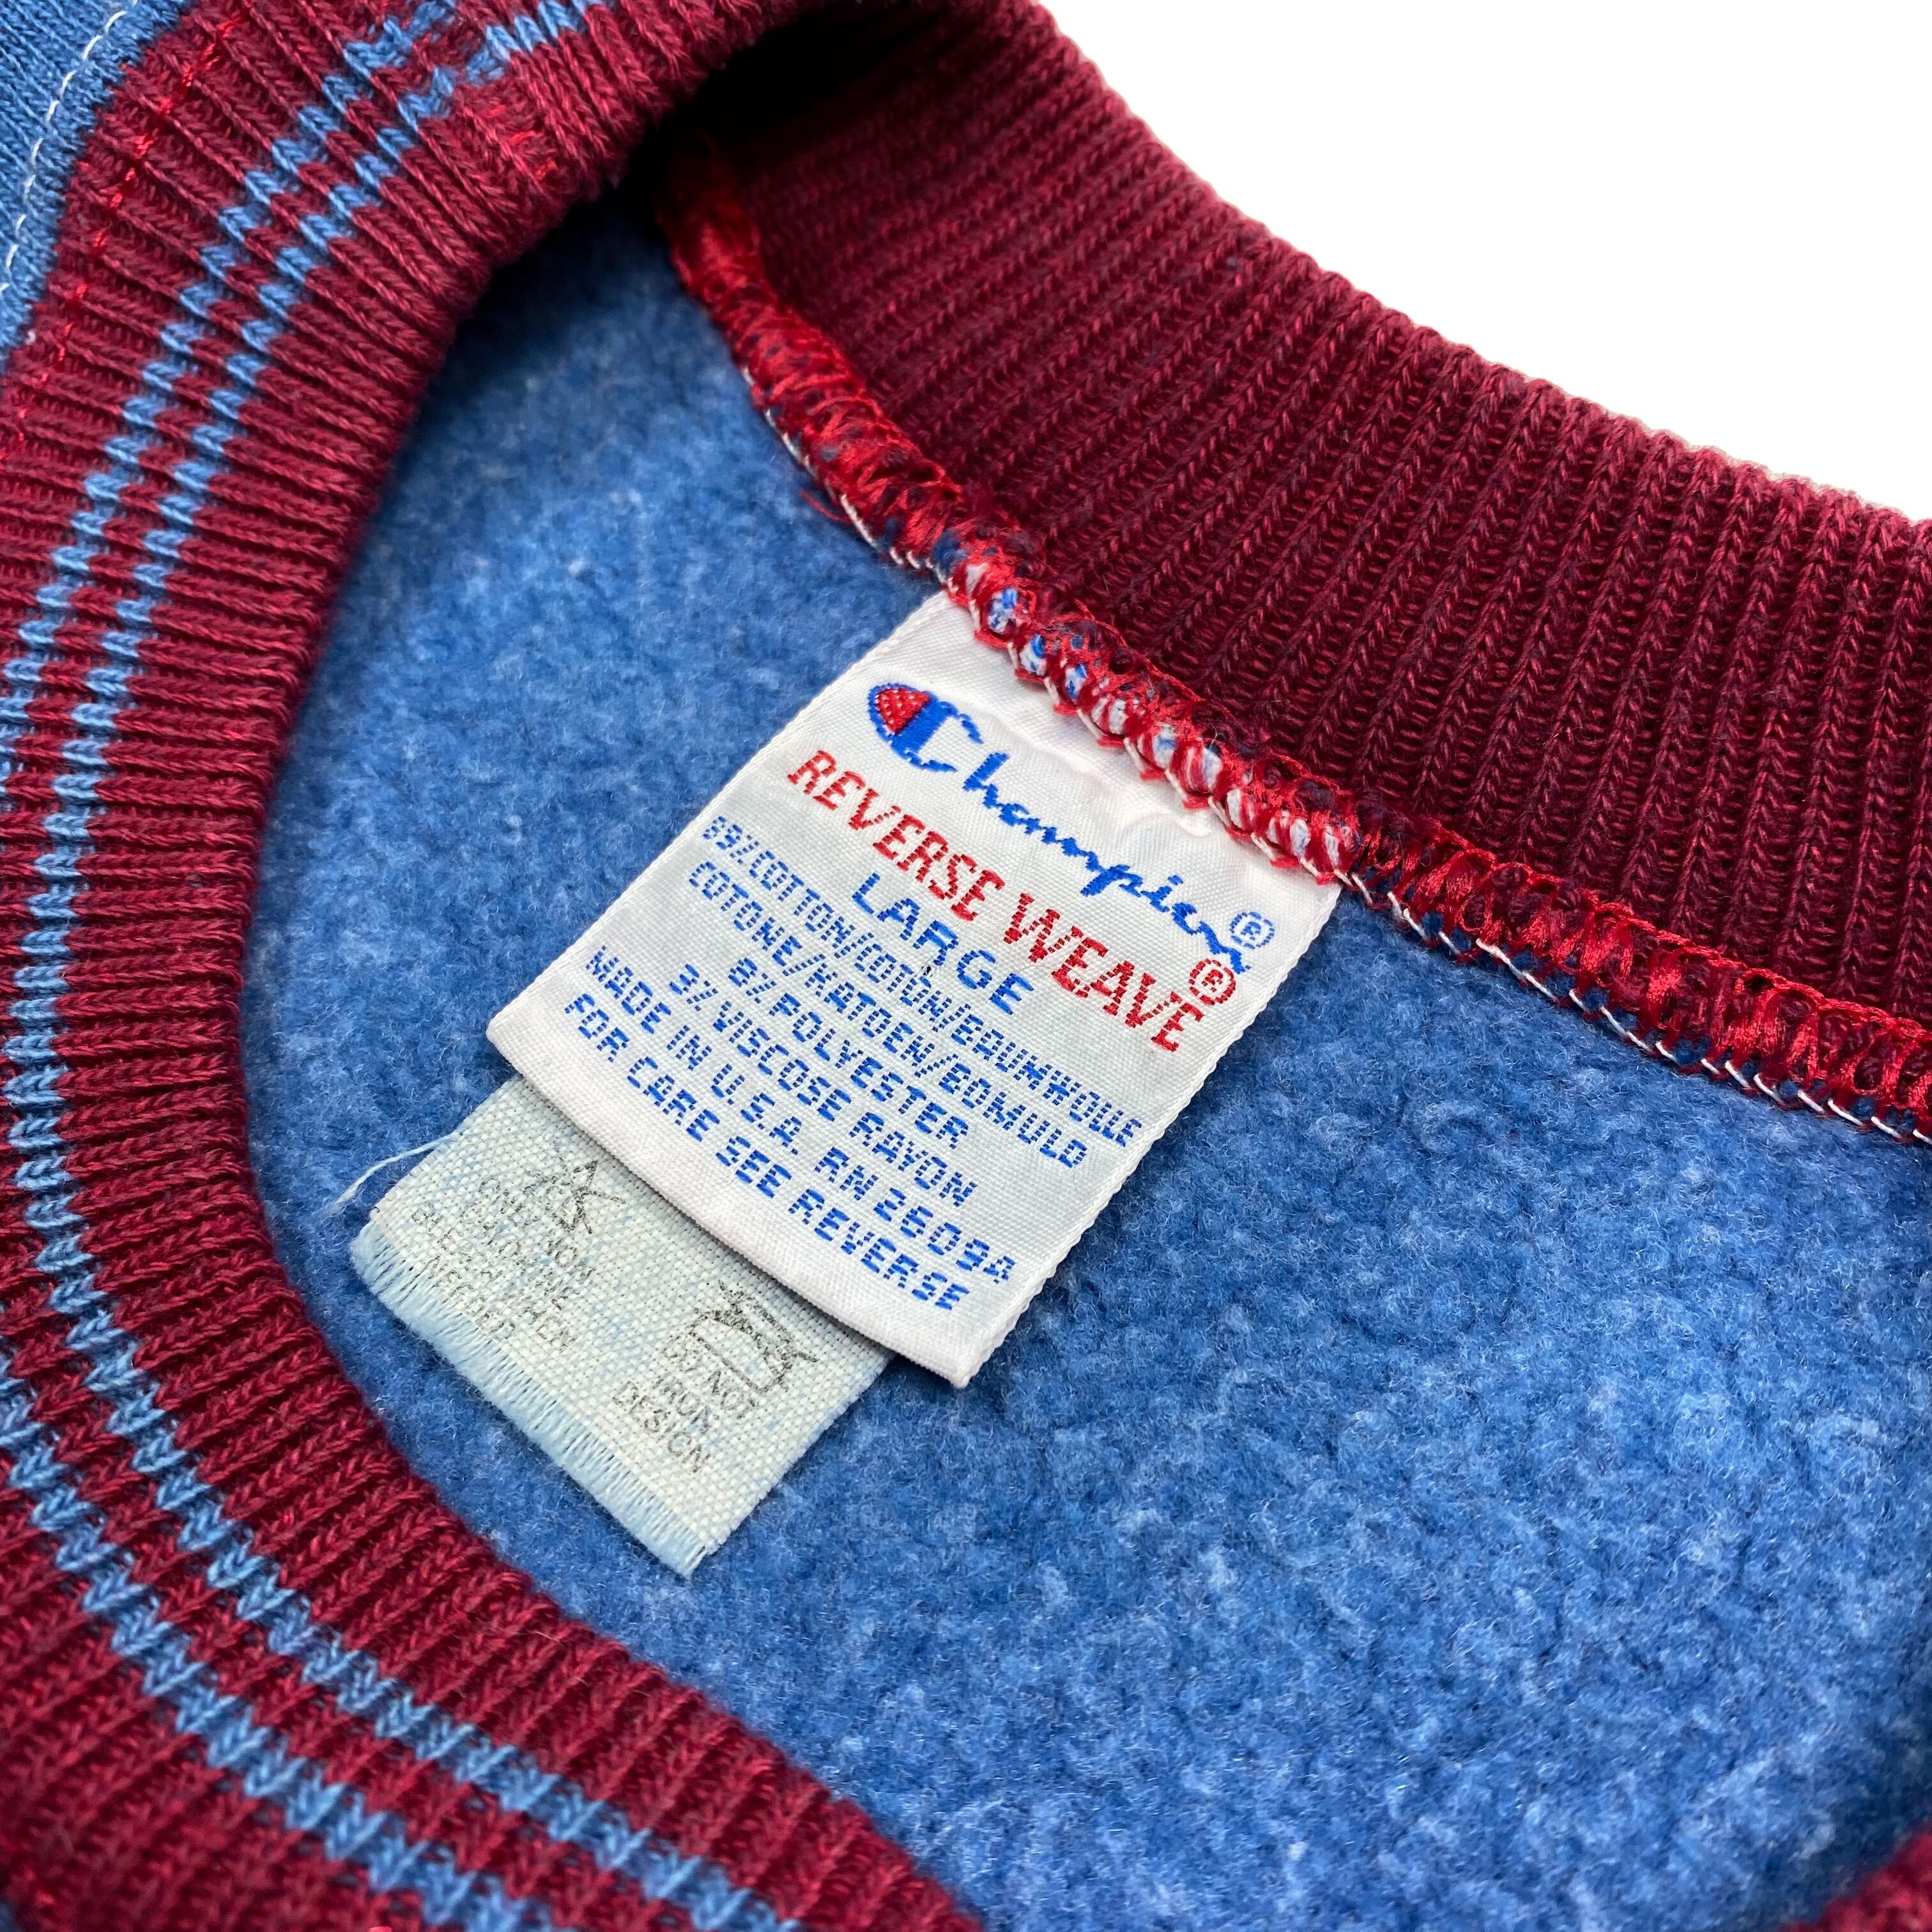 Champion®
REVERSE WEAVE®
LARGE
89%COTTON/COTON/BAUMWOLLE
COTONE/KATOEN/BOMULD
8% POLYESTER
3% VISCOSE RAYON
MADE IN U.S.A. RN 26094
FOR CARE SEE REVERSE
DO NOT
IRON
DESIGN